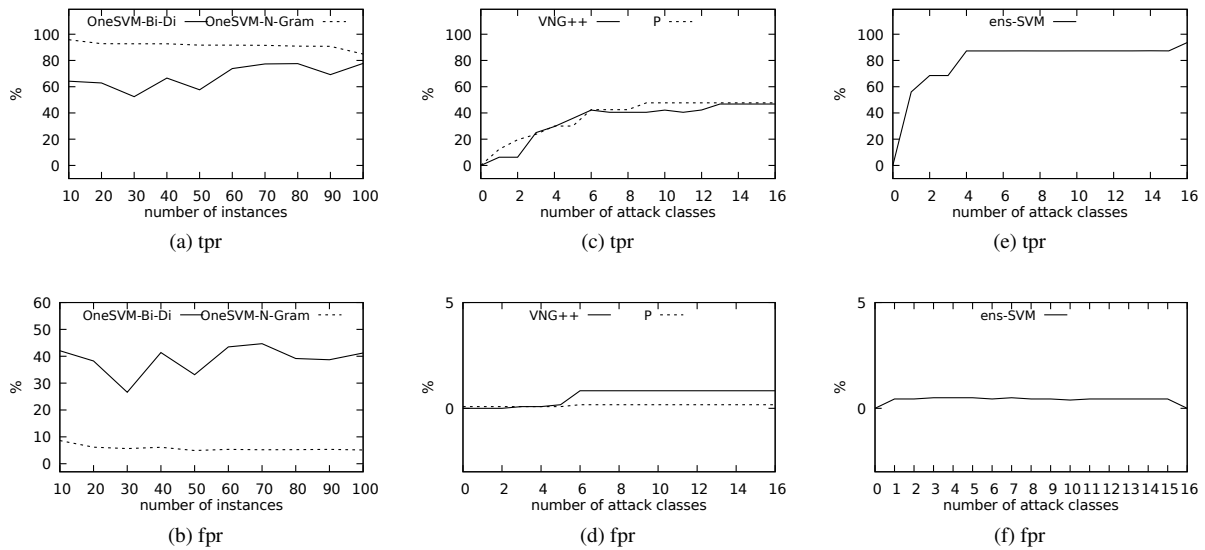 OneSVM-Bi-Di OneSVM-N-Gram
100
80
60
40
20
0
%
10 20 30 40 50 60 70 80 90 100
number of instances
(a) tpr
VNG++ P
100
80
60
40
20
0
%
0 2 4 6 8 10 12 14 16
number of attack classes
(c) tpr
ens-SVM
100
80
60
40
20
0
%
0 2 4 6 8 10 12 14 16
number of attack classes
(e) tpr
OneSVM-Bi-Di OneSVM-N-Gram
60
50
40
30
20
10
0
%
10 20 30 40 50 60 70 80 90 100
number of instances
(b) fpr
VNG++ P
5
0
%
0 2 4 6 8 10 12 14 16
number of attack classes
(d) fpr
ens-SVM
5
0
%
0 1 2 3 4 5 6 7 8 9 10 11 12 13 14 15 16
number of attack classes
(f) fpr